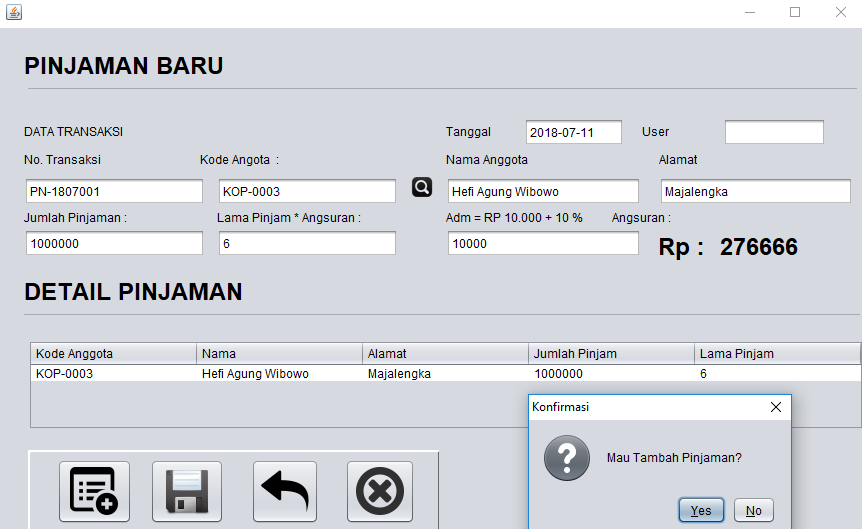 PINJAMAN BARU
DATA TRANSAKSI
Tanggal 2018-07-11 User
No. Transaksi Kode Angota : Nama Anggota Alamat
PN-1807001 KOP-0003 Hefi Agung Wibowo Majalengka
Jumlah Pinjaman : Lama Pinjam * Angsuran : Adm = RP 10.000 + 10 % Angsuran :
1000000 6 10000 Rp : 276666
DETAIL PINJAMAN
Kode Anggota Nama Alamat Jumlah Pinjam Lama Pinjam
KOP-0003 Hefi Agung Wibowo Majalengka 1000000 6
Konfirmasi
Mau Tambah Pinjaman?
Yes No